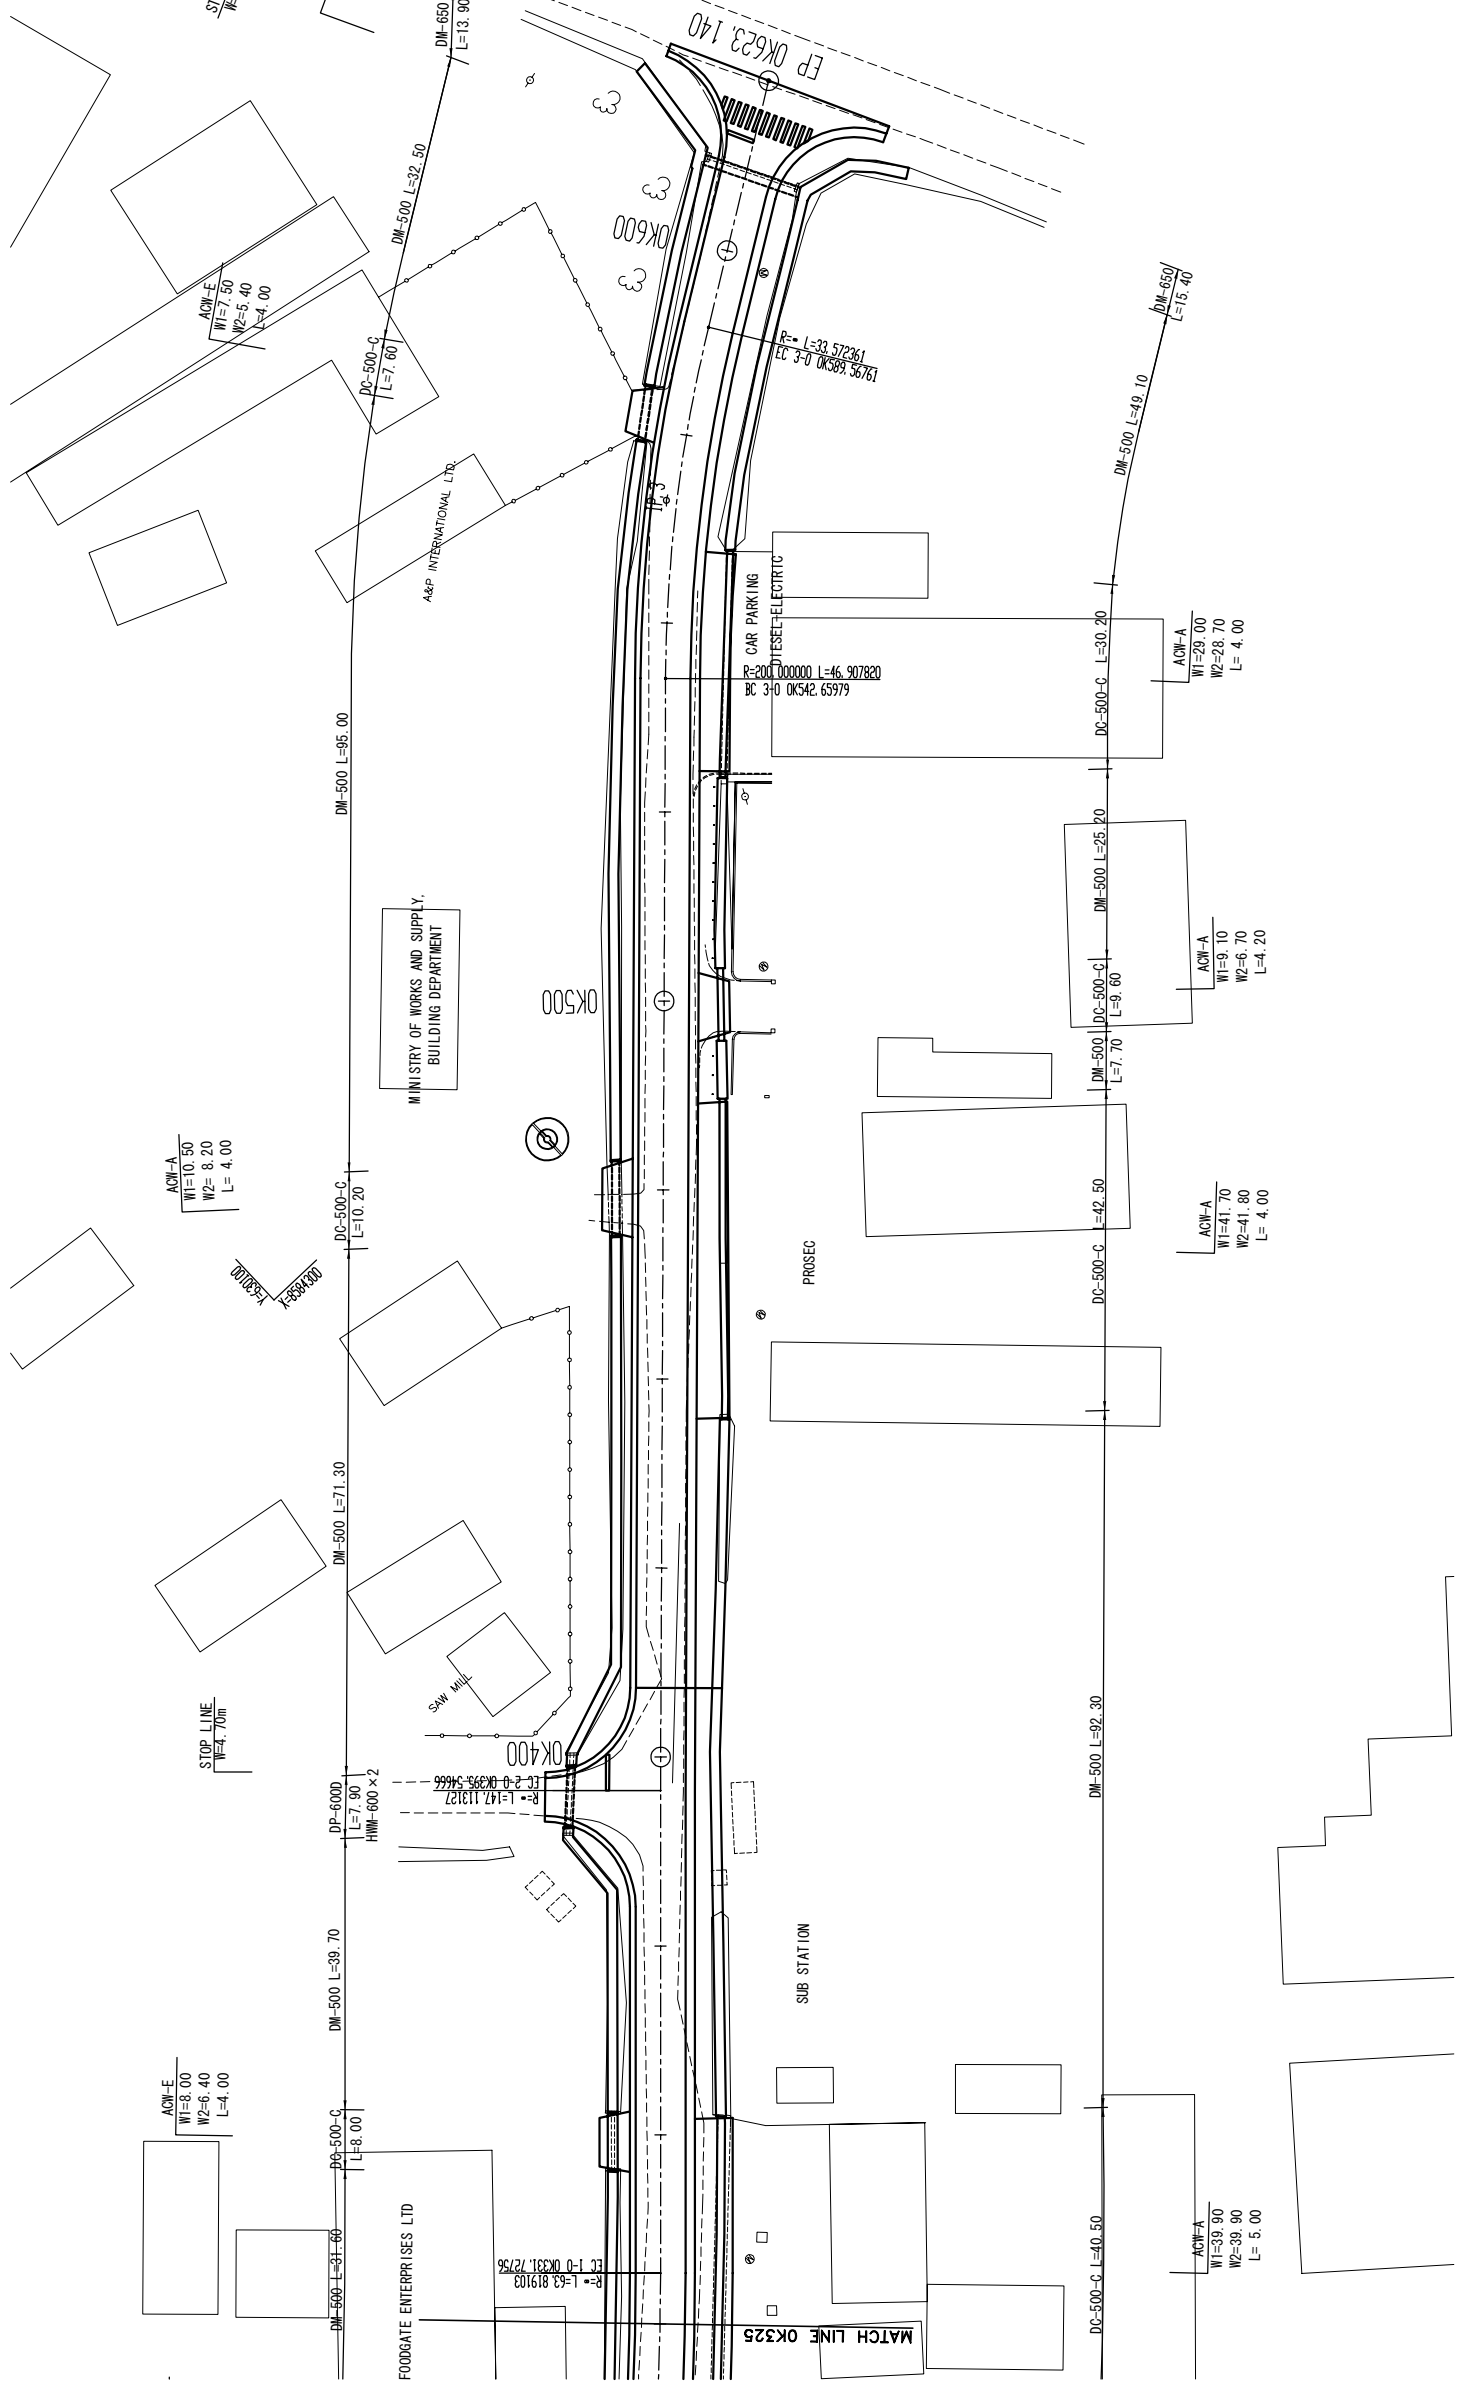 DM-650
L=13.90
EP 0K623.140
DM-500 L=32.50
0K600
ACW-E
W1=7.50
W2=5.40
L=4.00
DC-500-C
L=7.60
DM-650
L=15.40
R=∞ L=33.572361
EC 3-0 0K589.56761
DM-500 L=49.10
A&P INTERNATIONAL LTD.
IP.3
CAR PARKING
DIESEL-ELECTRIC
R=200.000000 L=46.907820
BC 3-0 0K542.65979
DC-500-C L=30.20
ACW-A
W1=29.00
W2=28.70
L= 4.00
DM-500 L=95.00
DM-500 L=25.20
MINISTRY OF WORKS AND SUPPLY,
BUILDING DEPARTMENT
0K500
DC-500-C
L=9.60
ACW-A
W1=9.10
W2=6.70
L=4.20
DM-500
L=7.70
ACW-A
W1=10.50
W2= 8.20
L= 4.00
DC-500-C
L=10.20
Y=630100
X=8584300
PROSEC
DC-500-C L=42.50
ACW-A
W1=41.70
W2=41.80
L= 4.00
DM-500 L=71.30
SAW MILL
STOP LINE
W=4.70m
0K400
EC 2-0 0K395.54666
R=∞ L=147.113127
DP-600D
L=7.90
HWM-600×2
DM-500 L=92.30
DM-500 L=39.70
SUB STATION
ACW-E
W1=8.00
W2=6.40
L=4.00
DC-500-C
L=8.00
DM-500 L=31.60
FOODGATE ENTERPRISES LTD
EC 1-0 0K331.72756
R=∞ L=63.819103
DC-500-C L=40.50
ACW-A
W1=39.90
W2=39.90
L= 5.00
MATCH LINE 0K325